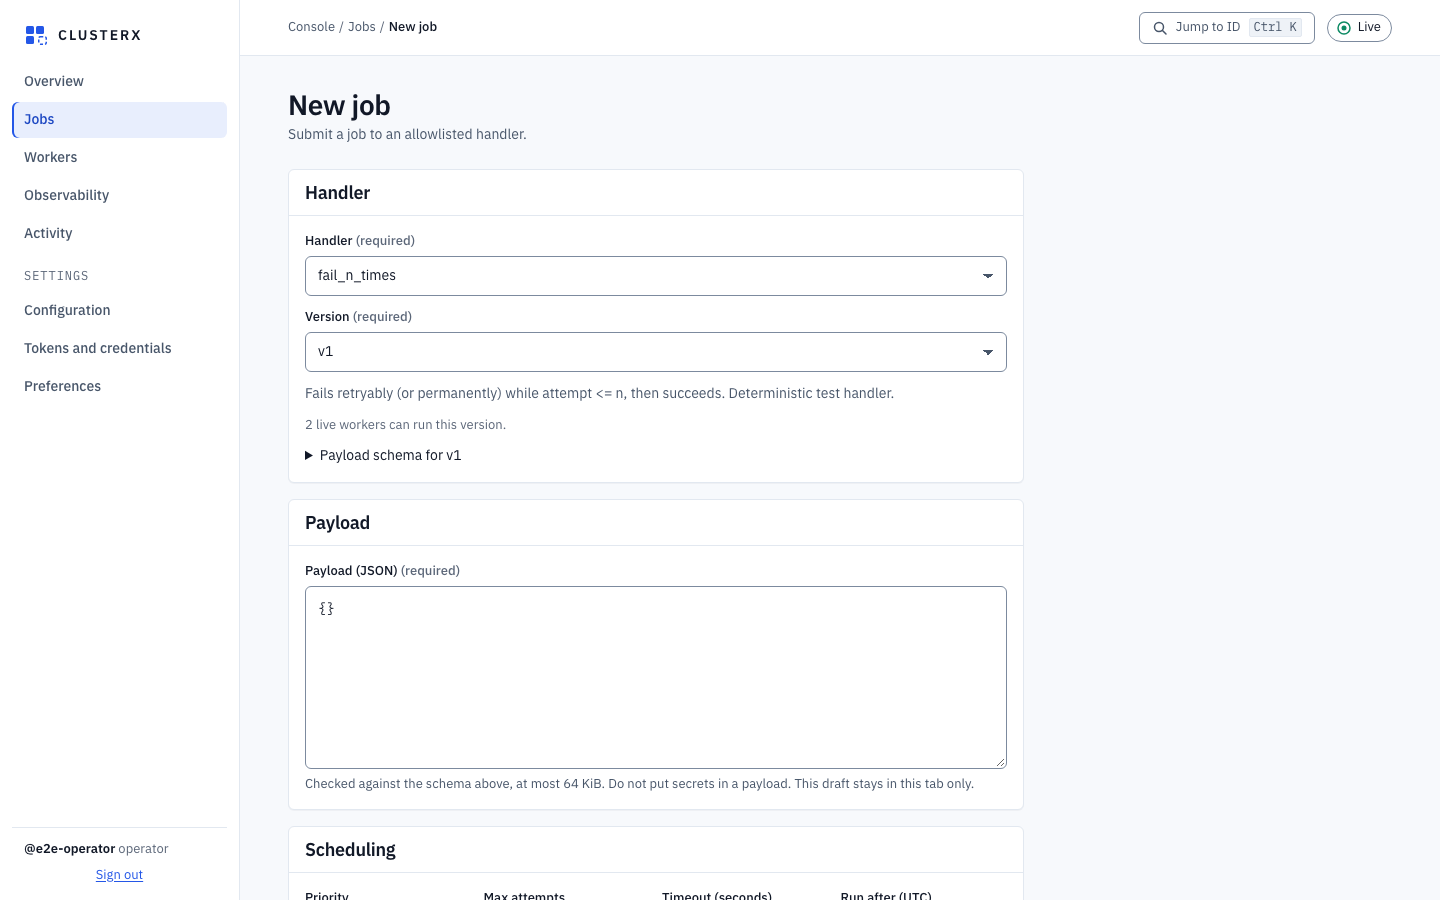 CLUSTERX
Console / Jobs / New job
Jump to ID Ctrl K
Live
Overview
Jobs
Workers
Observability
Activity
SETTINGS
Configuration
Tokens and credentials
Preferences
@e2e-operator operator
Sign out
New job
Submit a job to an allowlisted handler.
Handler
Handler (required)
fail_n_times
Version (required)
v1
Fails retryably (or permanently) while attempt <= n, then succeeds. Deterministic test handler.
2 live workers can run this version.
Payload schema for v1
Payload
Payload (JSON) (required)
{}
Checked against the schema above, at most 64 KiB. Do not put secrets in a payload. This draft stays in this tab only.
Scheduling
Priority Max attempts Timeout (seconds) Run after (UTC)